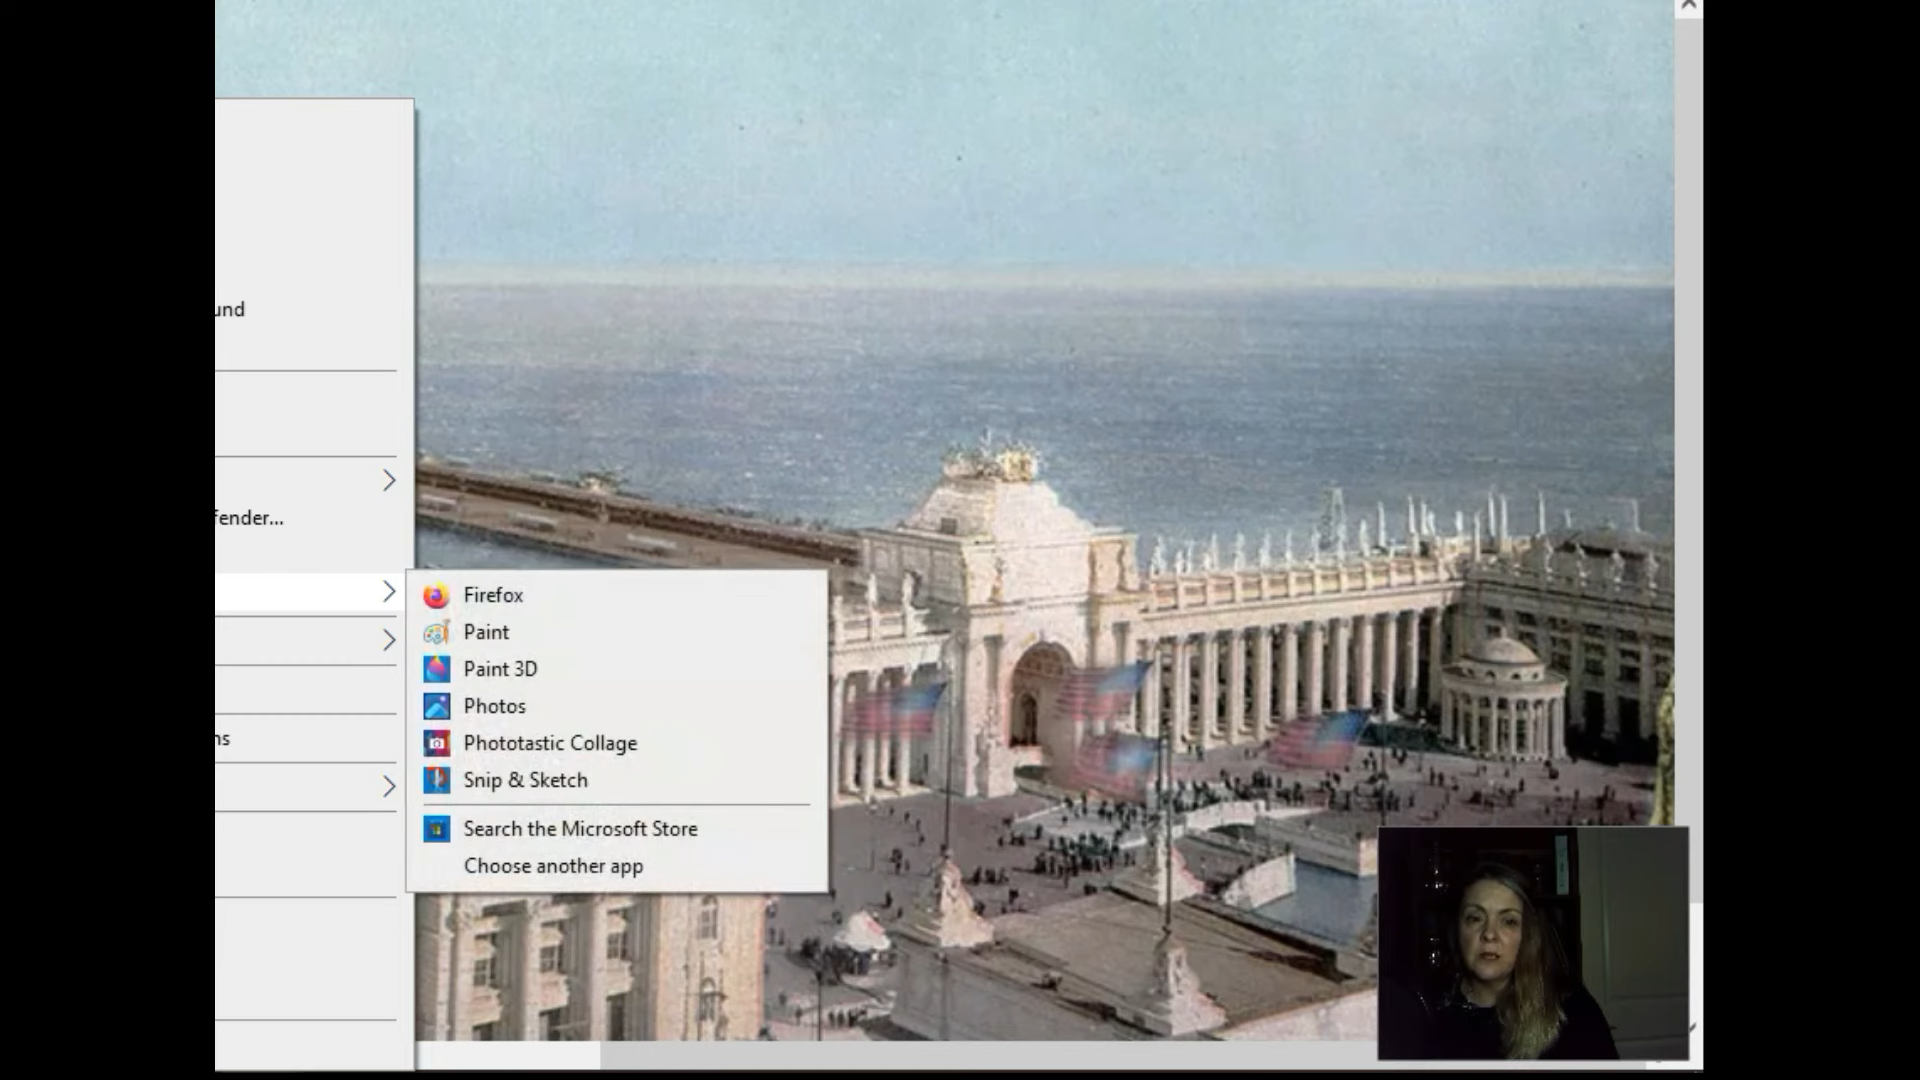 und
fender...
ns
Firefox
Paint
Paint 3D
Photos
Phototastic Collage
Snip & Sketch
Search the Microsoft Store
Choose another app